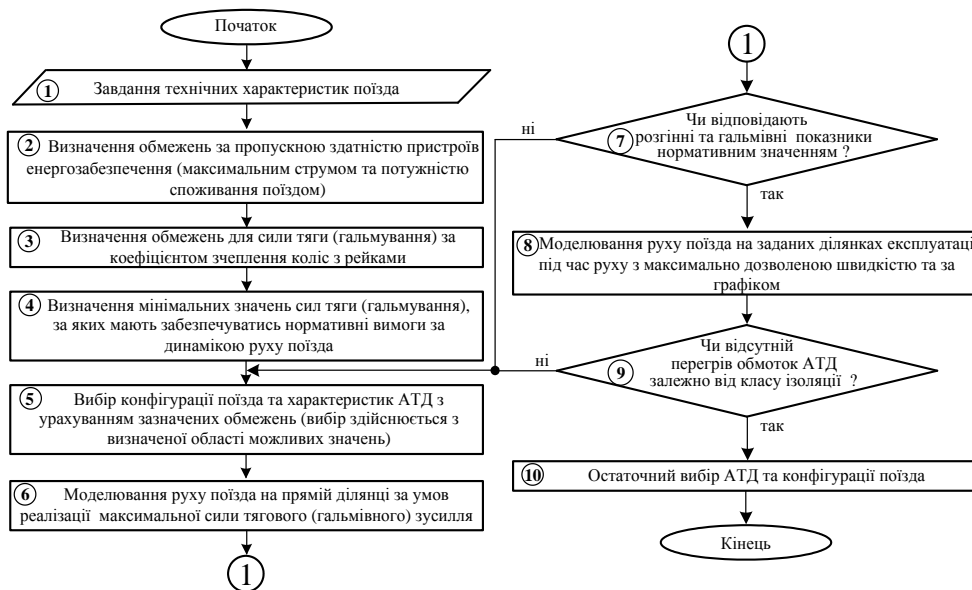 Початок
1 Завдання технічних характеристик поїзда
2 Визначення обмежень за пропускною здатністю пристроїв
енергозабезпечення (максимальним струмом та потужністю
споживання поїздом)
3 Визначення обмежень для сили тяги (гальмування) за
коефіцієнтом зчеплення коліс з рейками
4 Визначення мінімальних значень сил тяги (гальмування),
за яких мають забезпечуватись нормативні вимоги за
динамікою руху поїзда
5 Вибір конфігурації поїзда та характеристик АТД з
урахуванням зазначених обмежень (вибір здійснюється з
визначеної області можливих значень)
6 Моделювання руху поїзда на прямій ділянці за умов
реалізації максимальної сили тягового (гальмівного) зусилля
1
1
Чи відповідають
7 розгінні та гальмівні показники
нормативним значенням ?
ні
так
8 Моделювання руху поїзда на заданих ділянках експлуатації
під час руху з максимально дозволеною швидкістю та за
графіком
Чи відсутній
перегрів обмоток АТД
9 залежно від класу ізоляції ?
ні
так
10 Остаточний вибір АТД та конфігурації поїзда
Кінець